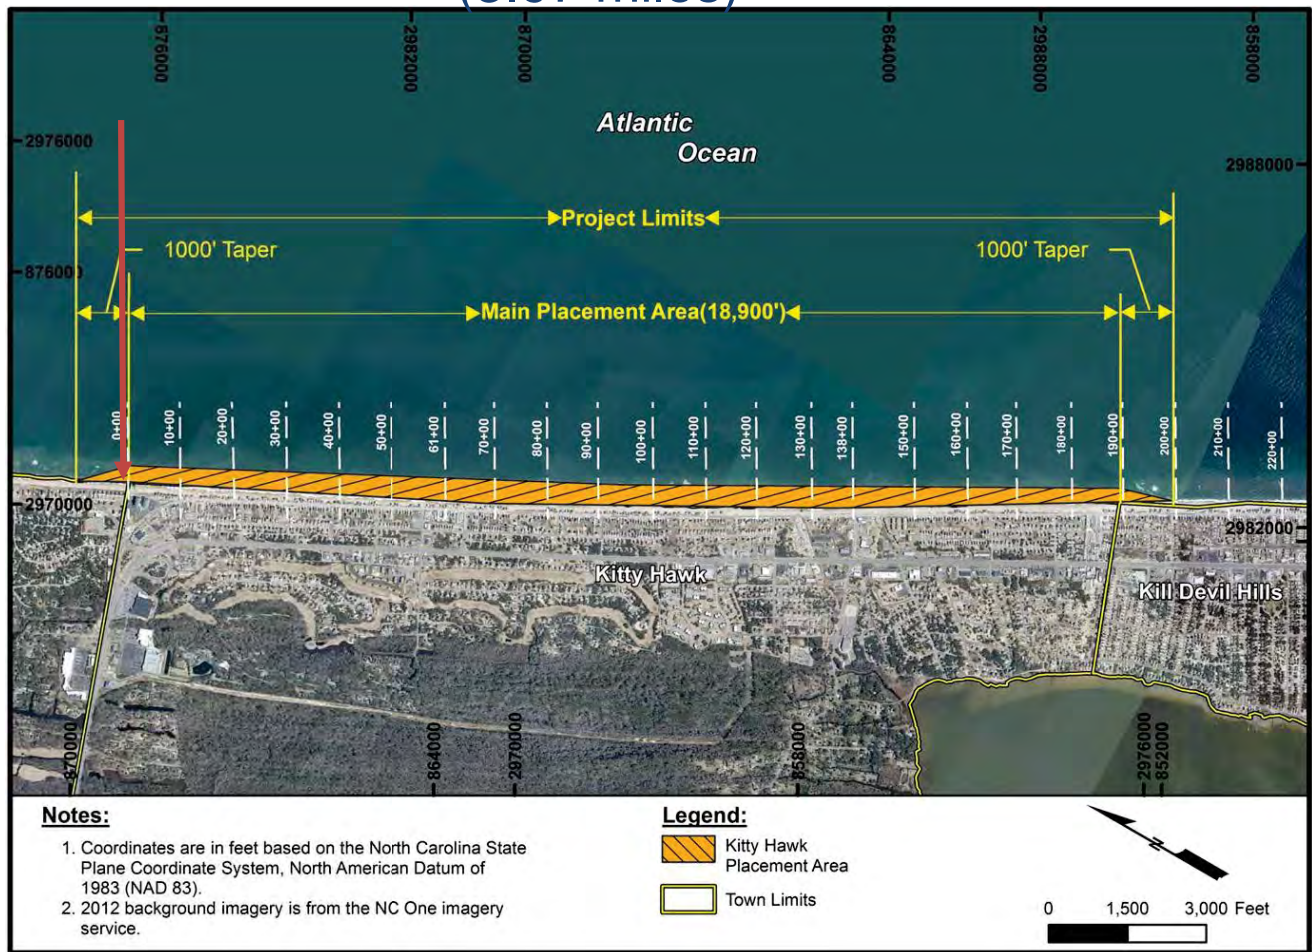 876000
2982000
870000
864000
2988000
858000
Atlantic
Ocean
2976000
2988000
Project Limits
1000' Taper
1000' Taper
876000
Main Placement Area(18,900')
0+00
10+00
20+00
30+00
40+00
50+00
61+00
70+00
80+00
90+00
100+00
110+00
120+00
130+00
138+00
150+00
160+00
170+00
180+00
190+00
200+00
210+00
220+00
2970000
2982000
Kitty Hawk
Kill Devil Hills
870000
864000
2970000
858000
2976000
852000
Notes:
1. Coordinates are in feet based on the North Carolina State
Plane Coordinate System, North American Datum of
1983 (NAD 83).
2. 2012 background imagery is from the NC One imagery
service.
Legend:
Kitty Hawk
Placement Area
Town Limits
N
0 1,500 3,000 Feet